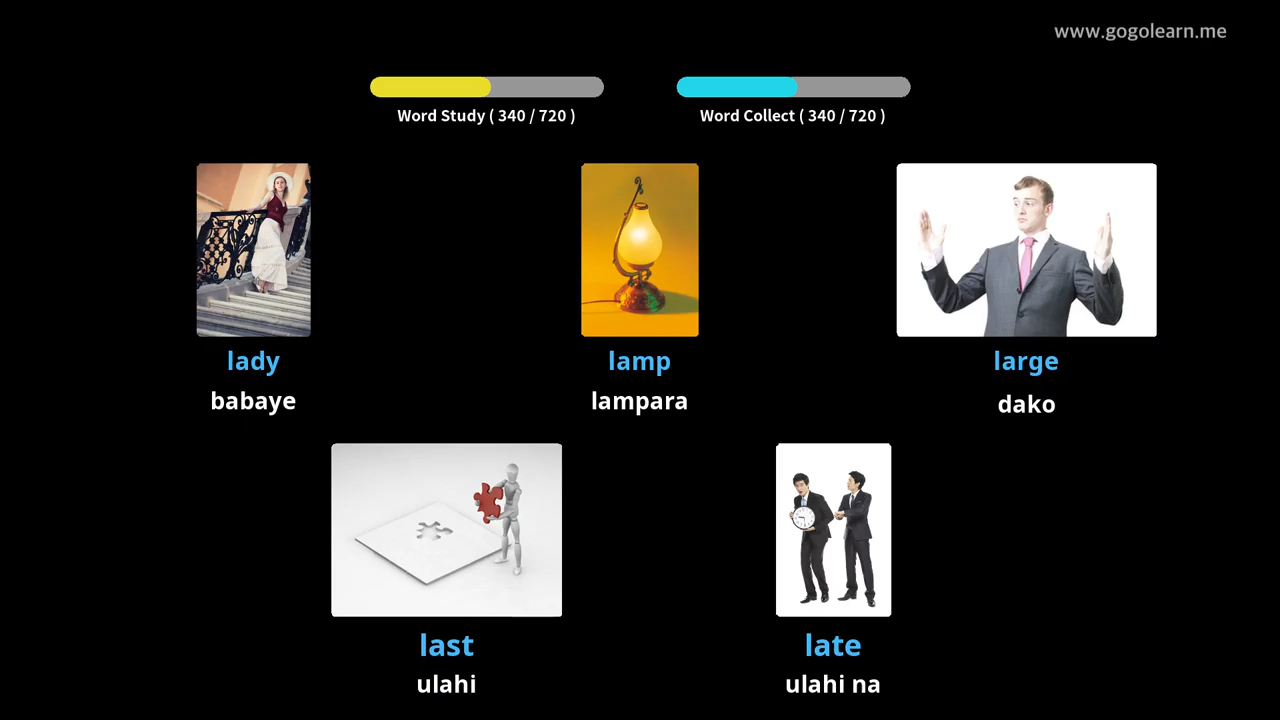 www.gogolearn.me
Word Study ( 340 / 720 )
Word Collect ( 340 / 720 )
lady
babaye
lamp
lampara
large
dako
last
ulahi
late
ulahi na